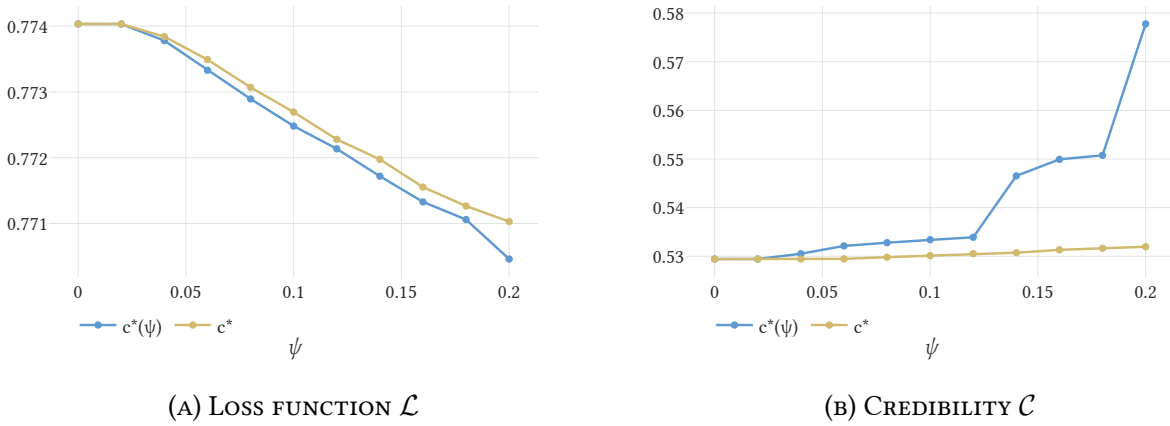 0.774
0.773
0.772
0.771
0 0.05 0.1 0.15 0.2
c*(ψ) c*
ψ
(A) LOSS FUNCTION ℒ
0.58
0.57
0.56
0.55
0.54
0.53
0 0.05 0.1 0.15 0.2
c*(ψ) c*
ψ
(B) CREDIBILITY 𝒞